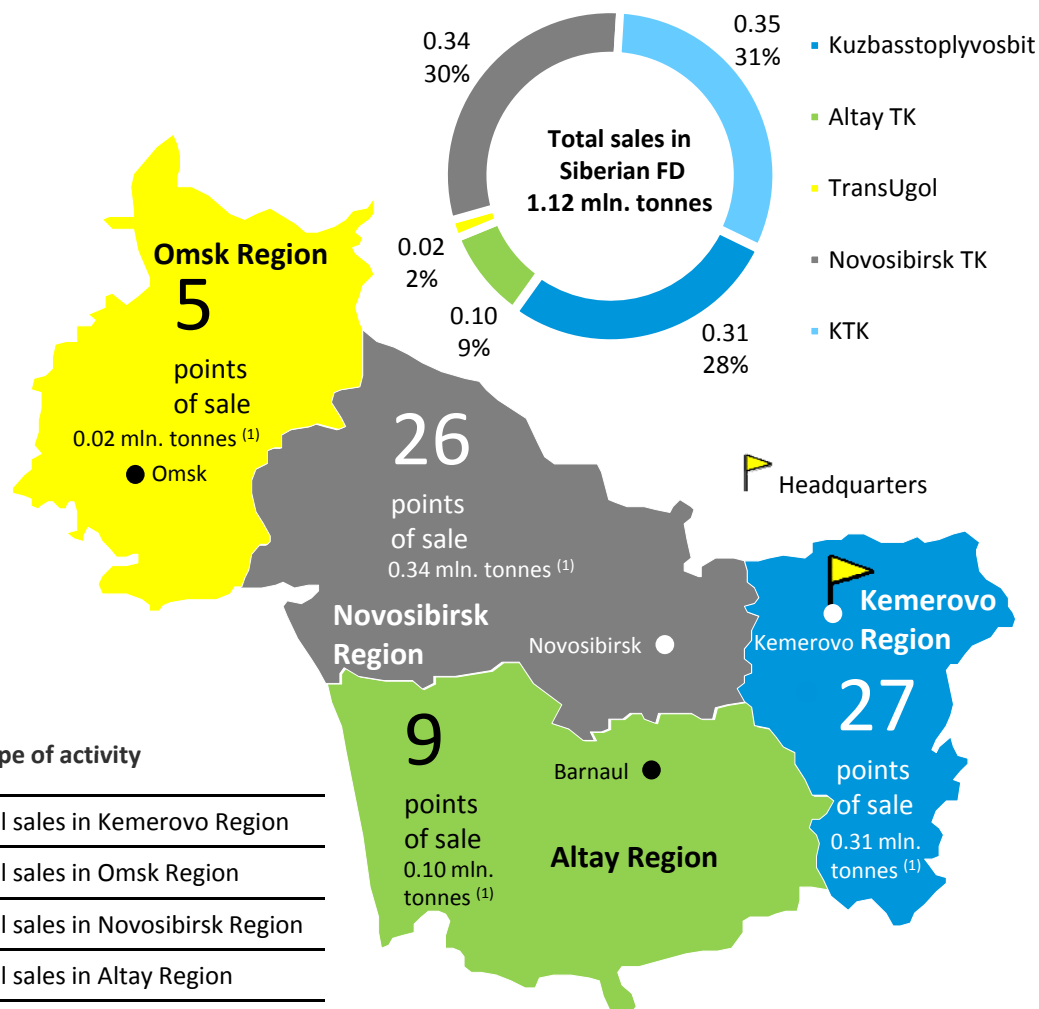 0.34
30%
0.35
31%
Total sales in
Siberian FD
1.12 mln. tonnes
0.02
2%
0.10
9%
0.31
28%
Kuzbasstoplyvosbit
Altay TK
TransUgol
Novosibirsk TK
KTK
Omsk Region
5
points
of sale
0.02 mln. tonnes (1)
Omsk
26
points
of sale
0.34 mln. tonnes (1)
Novosibirsk
Region
Novosibirsk
Headquarters
Kemerovo
Region
Kemerovo
27
points
of sale
0.31 mln.
tonnes (1)
9
points
of sale
0.10 mln.
tonnes (1)
Barnaul
Altay Region
pe of activity
l sales in Kemerovo Region
l sales in Omsk Region
l sales in Novosibirsk Region
l sales in Altay Region